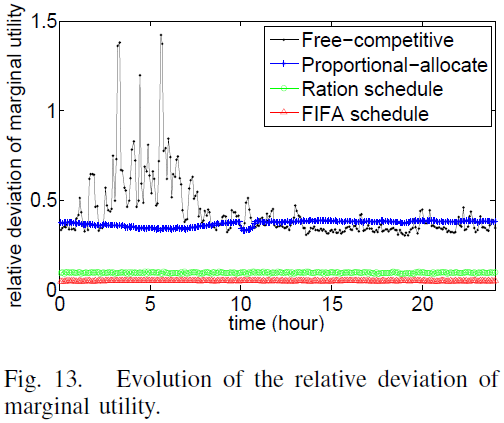 relative deviation of marginal utility
1.5
1
0.5
0
Free-competitive
Proportional-allocate
Ration schedule
FIFA schedule
0
5
10
15
20
time (hour)
Fig. 13. Evolution of the relative deviation of
marginal utility.